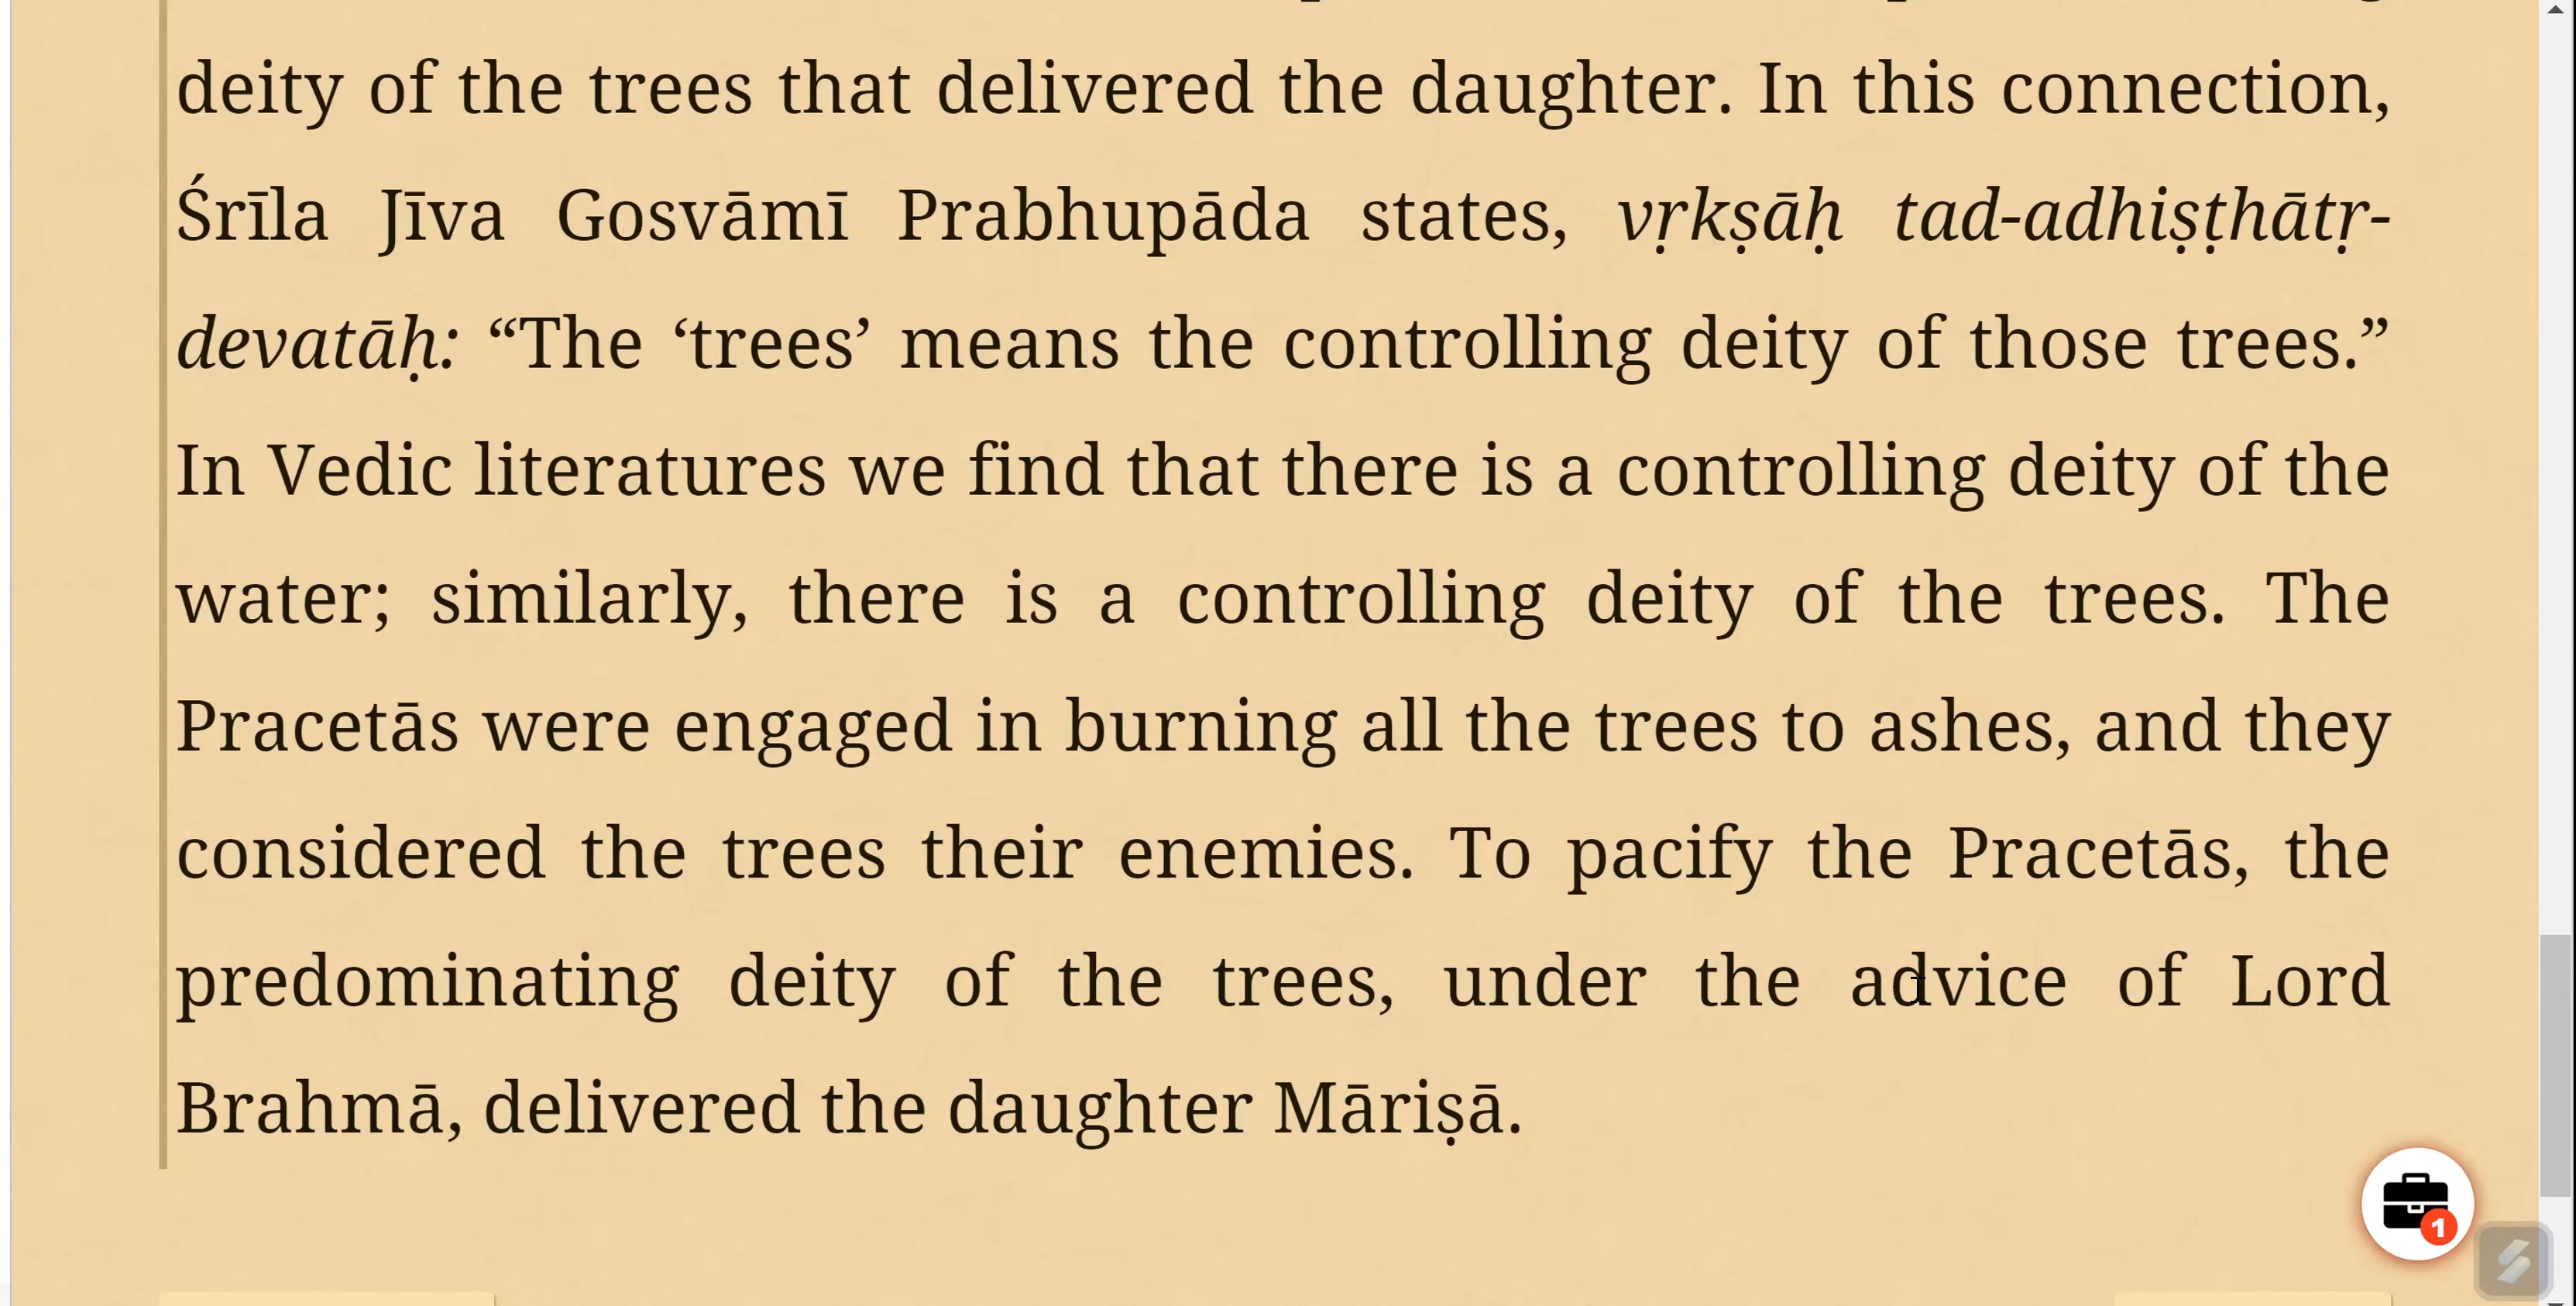 deity of the trees that delivered the daughter. In this connection,
Śrīla Jīva Gosvāmī Prabhupāda states, vṛkṣāḥ tad-adhiṣṭhātṛ-
devatāḥ: “The ‘trees’ means the controlling deity of those trees.”
In Vedic literatures we find that there is a controlling deity of the
water; similarly, there is a controlling deity of the trees. The
Pracetās were engaged in burning all the trees to ashes, and they
considered the trees their enemies. To pacify the Pracetās, the
predominating deity of the trees, under the advice of Lord
Brahmā, delivered the daughter Māriṣā.
1